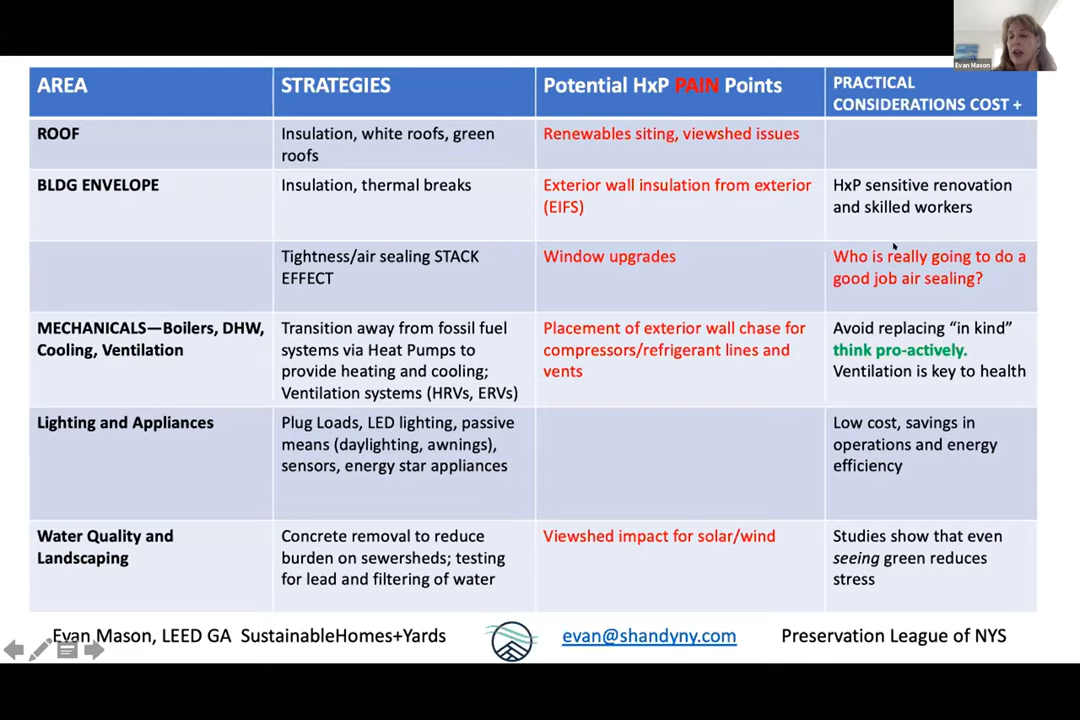 Evan Mason
AREA
STRATEGIES
Potential HxP PAIN Points
PRACTICAL
CONSIDERATIONS COST +
ROOF
Insulation, white roofs, green
roofs
Renewables siting, viewshed issues
BLDG ENVELOPE
Insulation, thermal breaks
Exterior wall insulation from exterior
(EIFS)
HxP sensitive renovation
and skilled workers
Tightness/air sealing STACK
EFFECT
Window upgrades
Who is really going to do a
good job air sealing?
MECHANICALS—Boilers, DHW,
Cooling, Ventilation
Transition away from fossil fuel
systems via Heat Pumps to
provide heating and cooling;
Ventilation systems (HRVs, ERVs)
Placement of exterior wall chase for
compressors/refrigerant lines and
vents
Avoid replacing “in kind”
think pro-actively.
Ventilation is key to health
Lighting and Appliances
Plug Loads, LED lighting, passive
means (daylighting, awnings),
sensors, energy star appliances
Low cost, savings in
operations and energy
efficiency
Water Quality and
Landscaping
Concrete removal to reduce
burden on sewersheds; testing
for lead and filtering of water
Viewshed impact for solar/wind
Studies show that even
seeing green reduces
stress
Evan Mason, LEED GA SustainableHomes+Yards
evan@shandyny.com
Preservation League of NYS